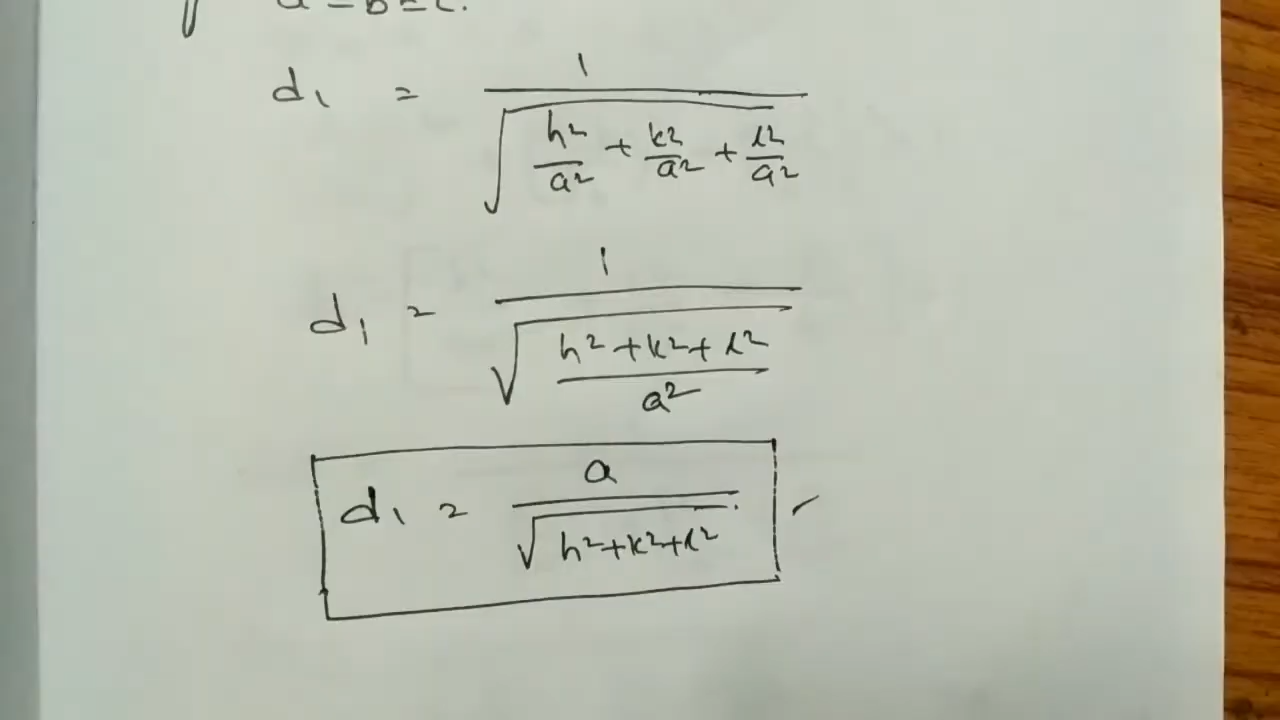 a = b = c.
d₁ = 1 / √(h²/a² + k²/a² + l²/a²)
d₁ = 1 / √((h²+k²+l²)/a²)
d₁ = a / √(h²+k²+l²)